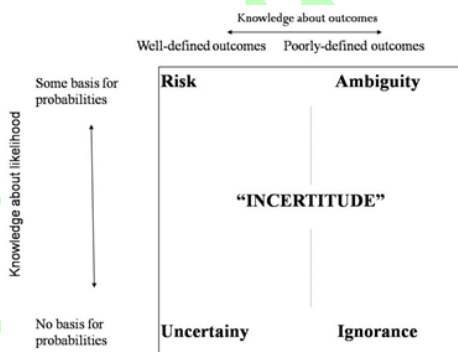 Knowledge about outcomes
Well-defined outcomes Poorly-defined outcomes
Knowledge about likelihood
Some basis for
probabilities
Risk Ambiguity
“INCERTITUDE”
No basis for
probabilities
Uncertainy Ignorance